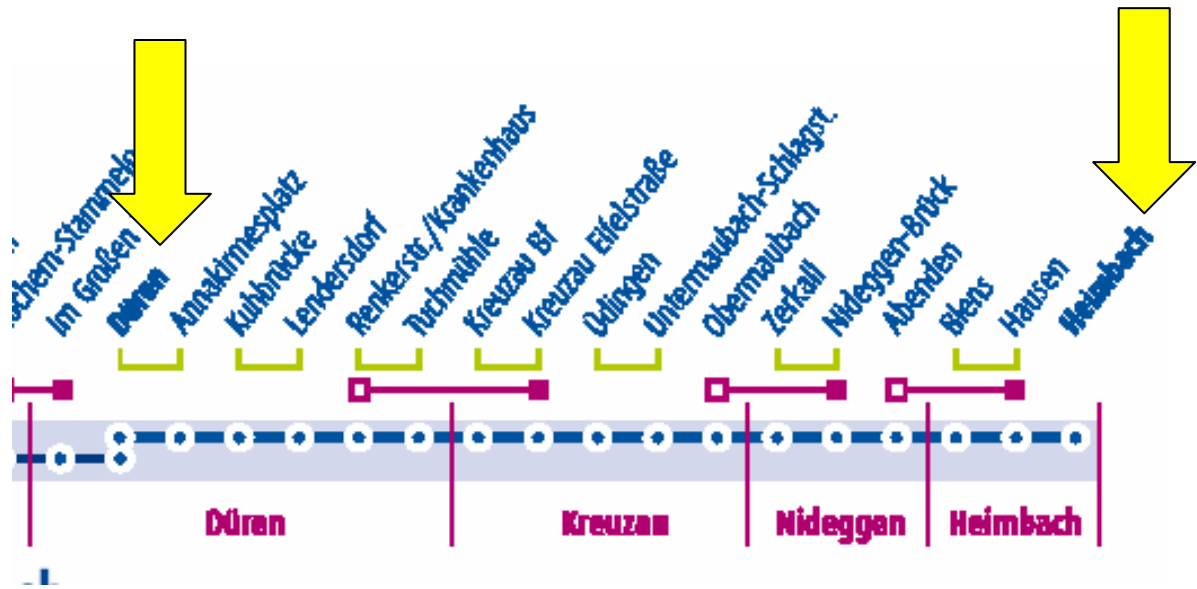 Im Großen
Düren
Annakirmesplatz
Kuhbrücke
Lendersdorf
Renkerstr./Krankenhaus
Tuchmühle
Kreuzau Bf
Kreuzau Eifelstraße
Üdingen
Untermaubach-Schlagst.
Obermaubach
Zerkall
Nideggen-Brück
Abenden
Blens
Hausen
Heimbach
Düren
Kreuzau
Nideggen
Heimbach